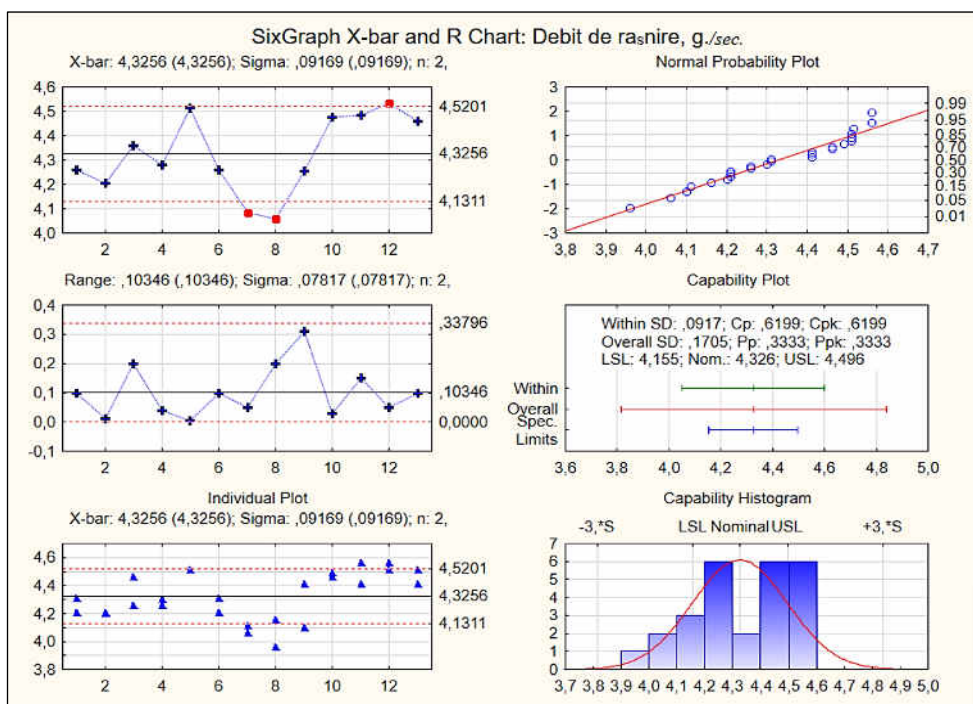 SixGraph X-bar and R Chart: Debit de rasnire, g./sec.
X-bar: 4,3256 (4,3256); Sigma: ,09169 (,09169); n: 2,
4,6
4,5
4,4
4,3
4,2
4,1
4,0
4,5201
4,3256
4,1311
2 4 6 8 10 12
Range: ,10346 (,10346); Sigma: ,07817 (,07817); n: 2,
0,4
0,3
0,2
0,1
0,0
-0,1
,33796
,10346
0,0000
2 4 6 8 10 12
Individual Plot
X-bar: 4,3256 (4,3256); Sigma: ,09169 (,09169); n: 2,
4,6
4,4
4,2
4,0
3,8
4,5201
4,3256
4,1311
2 4 6 8 10 12
Normal Probability Plot
3
2
1
0
-1
-2
-3
0.99
0.95
0.85
0.70
0.50
0.30
0.15
0.05
0.01
3,8 3,9 4,0 4,1 4,2 4,3 4,4 4,5 4,6 4,7
Capability Plot
Within SD: ,0917; Cp: ,6199; Cpk: ,6199
Overall SD: ,1705; Pp: ,3333; Ppk: ,3333
LSL: 4,155; Nom.: 4,326; USL: 4,496
Within
Overall
Spec.
Limits
3,6 3,8 4,0 4,2 4,4 4,6 4,8 5,0
Capability Histogram
-3,*S LSL Nominal USL +3,*S
7
6
5
4
3
2
1
0
3,7 3,8 3,9 4,0 4,1 4,2 4,3 4,4 4,5 4,6 4,7 4,8 4,9 5,0